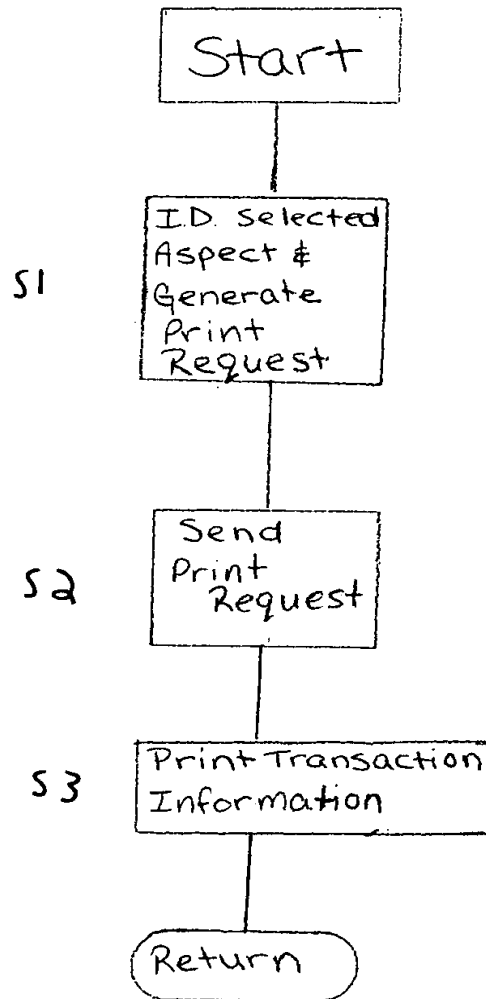 Start
S1
I.D. Selected
Aspect &
Generate
Print
Request
S2
Send
Print
Request
S3
Print Transaction
Information
Return